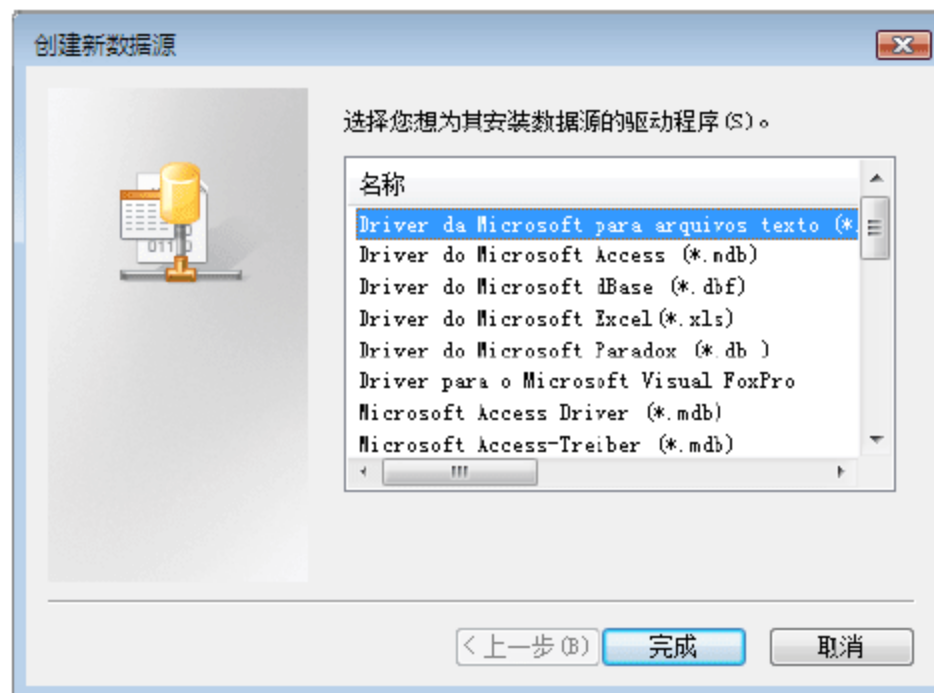 创建新数据源
选择您想为其安装数据源的驱动程序(S)。
名称
Driver da Microsoft para arquivos texto (*.
Driver do Microsoft Access (*.mdb)
Driver do Microsoft dBase (*.dbf)
Driver do Microsoft Excel(*.xls)
Driver do Microsoft Paradox (*.db )
Driver para o Microsoft Visual FoxPro
Microsoft Access Driver (*.mdb)
Microsoft Access-Treiber (*.mdb)
<上一步(B) 完成 取消